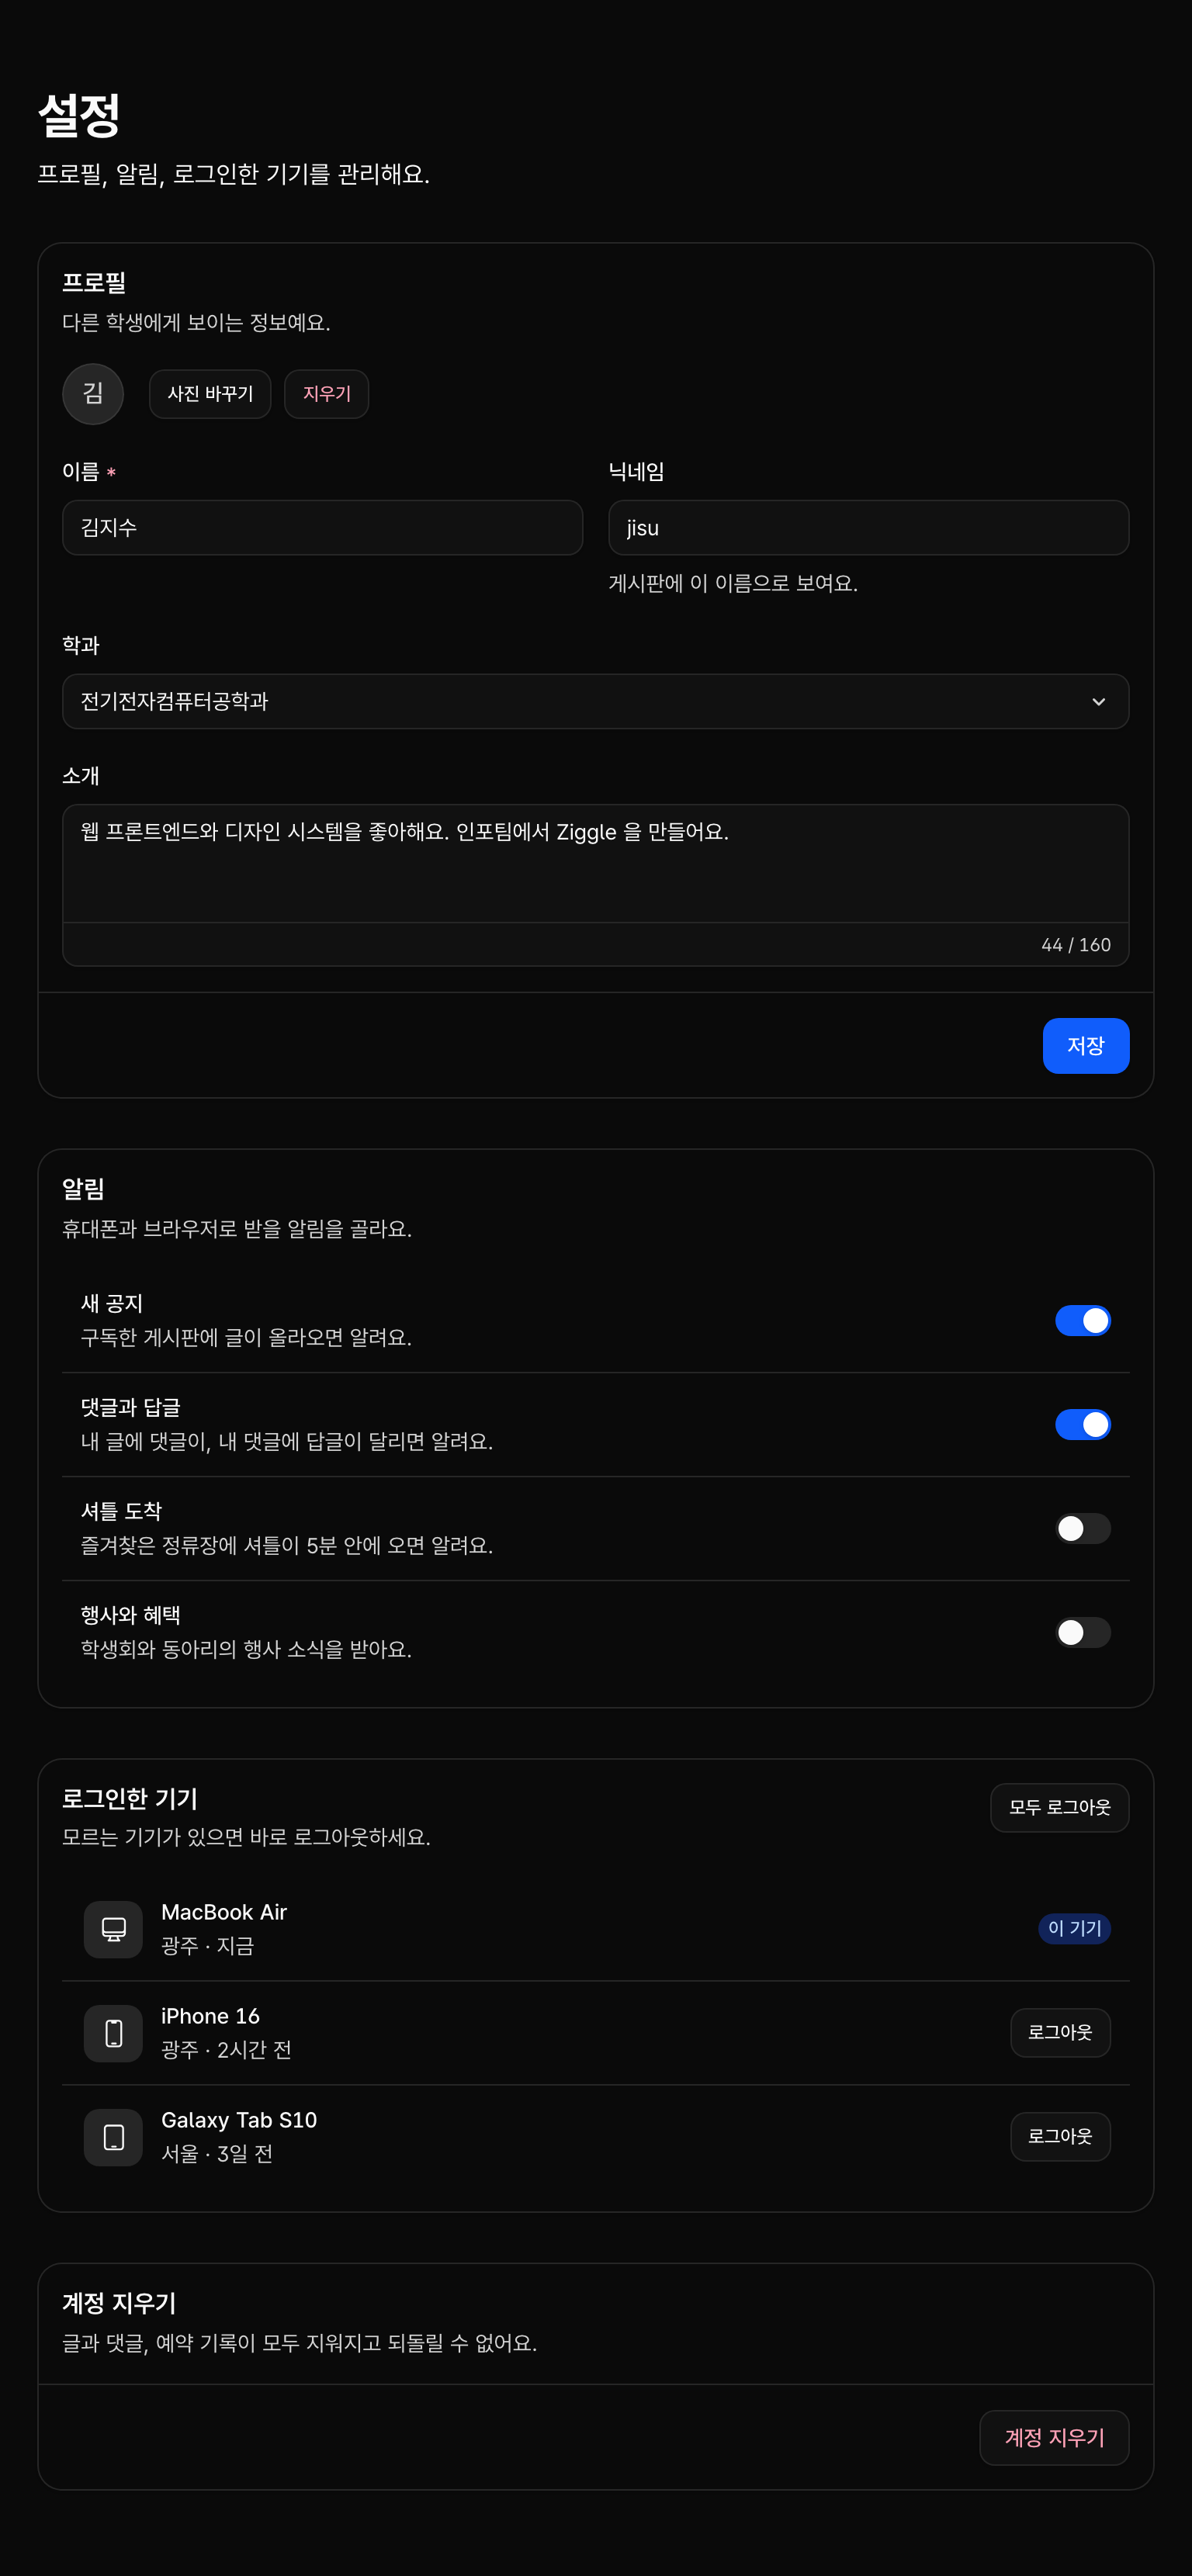 설정
프로필, 알림, 로그인한 기기를 관리해요.
프로필
다른 학생에게 보이는 정보예요.
김
사진 바꾸기
지우기
이름 *
닉네임
김지수
jisu
게시판에 이 이름으로 보여요.
학과
전기전자컴퓨터공학과
소개
웹 프론트엔드와 디자인 시스템을 좋아해요. 인포팀에서 Ziggle 을 만들어요.
44 / 160
저장
알림
휴대폰과 브라우저로 받을 알림을 골라요.
새 공지
구독한 게시판에 글이 올라오면 알려요.
댓글과 답글
내 글에 댓글이, 내 댓글에 답글이 달리면 알려요.
셔틀 도착
즐겨찾은 정류장에 셔틀이 5분 안에 오면 알려요.
행사와 혜택
학생회와 동아리의 행사 소식을 받아요.
로그인한 기기
모두 로그아웃
모르는 기기가 있으면 바로 로그아웃하세요.
MacBook Air
광주 · 지금
이 기기
iPhone 16
광주 · 2시간 전
로그아웃
Galaxy Tab S10
서울 · 3일 전
로그아웃
계정 지우기
글과 댓글, 예약 기록이 모두 지워지고 되돌릴 수 없어요.
계정 지우기